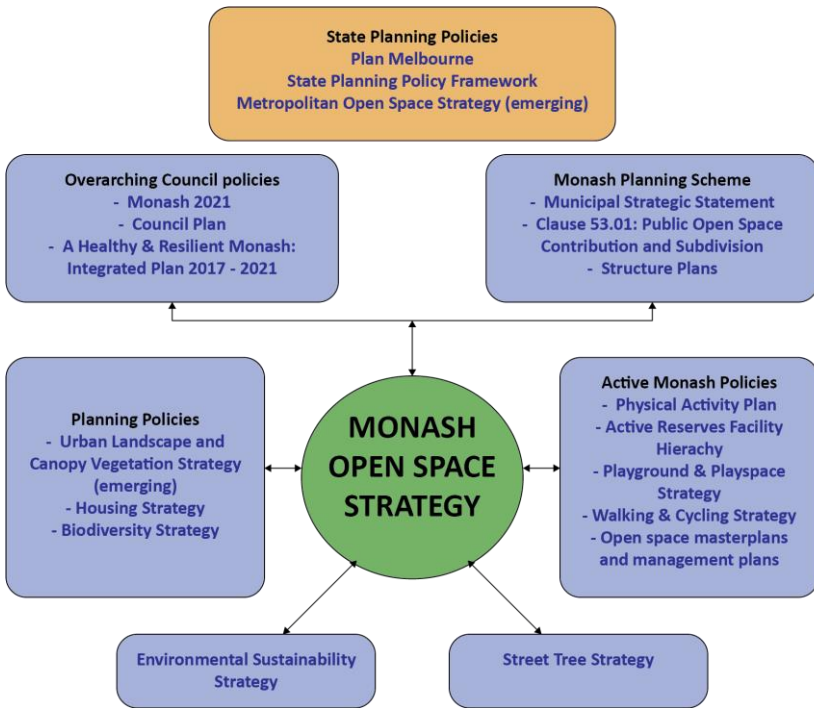 State Planning Policies
Plan Melbourne
State Planning Policy Framework
Metropolitan Open Space Strategy (emerging)
Overarching Council policies
- Monash 2021
- Council Plan
- A Healthy & Resilient Monash:
Integrated Plan 2017 - 2021
Monash Planning Scheme
- Municipal Strategic Statement
- Clause 53.01: Public Open Space
Contribution and Subdivision
- Structure Plans
Planning Policies
- Urban Landscape and
Canopy Vegetation Strategy
(emerging)
- Housing Strategy
- Biodiversity Strategy
MONASH
OPEN SPACE
STRATEGY
Active Monash Policies
- Physical Activity Plan
- Active Reserves Facility
Hierachy
- Playground & Playspace
Strategy
- Walking & Cycling Strategy
- Open space masterplans
and management plans
Environmental Sustainability
Strategy
Street Tree Strategy